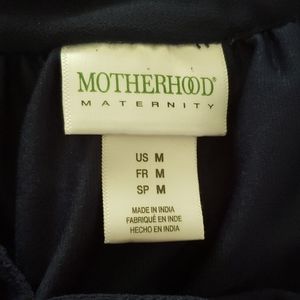 MOTHERHOOD®
MATERNITY
US M
FR M
SP M
MADE IN INDIA
FABRIQUÉ EN INDE
HECHO EN INDIA